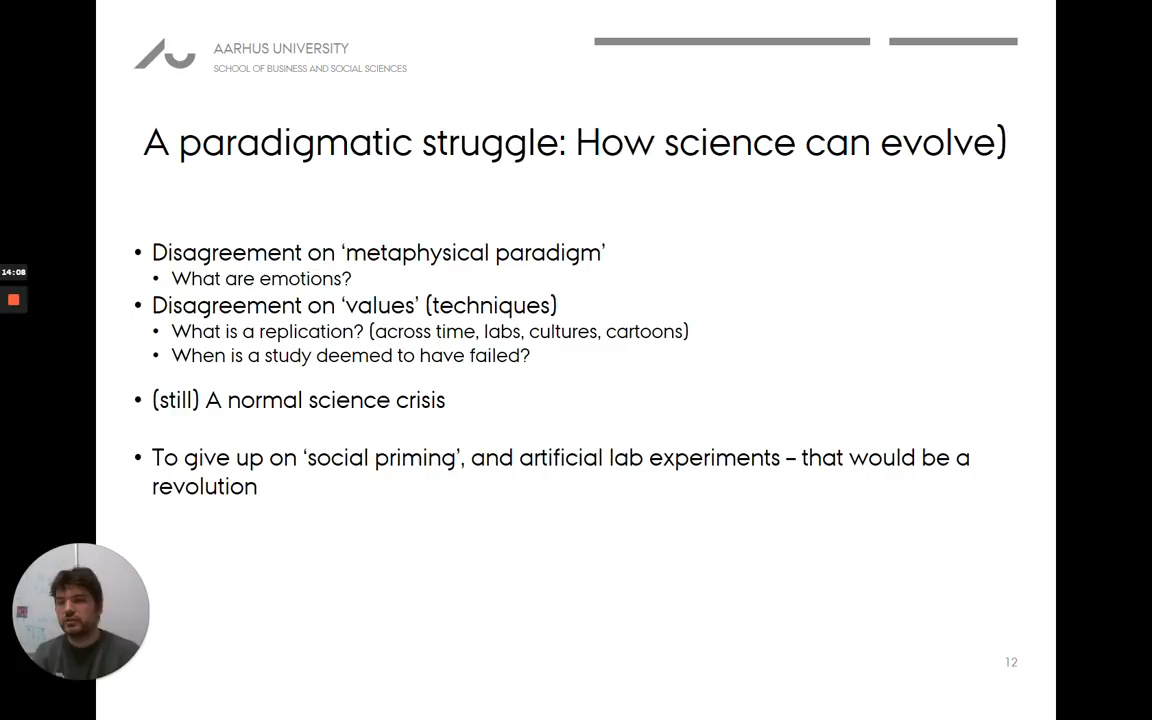 AARHUS UNIVERSITY
SCHOOL OF BUSINESS AND SOCIAL SCIENCES
A paradigmatic struggle: How science can evolve)
• Disagreement on ‘metaphysical paradigm’
• What are emotions?
• Disagreement on ‘values’ (techniques)
• What is a replication? (across time, labs, cultures, cartoons)
• When is a study deemed to have failed?
• (still) A normal science crisis
• To give up on ‘social priming’, and artificial lab experiments – that would be a
revolution
14:08
12